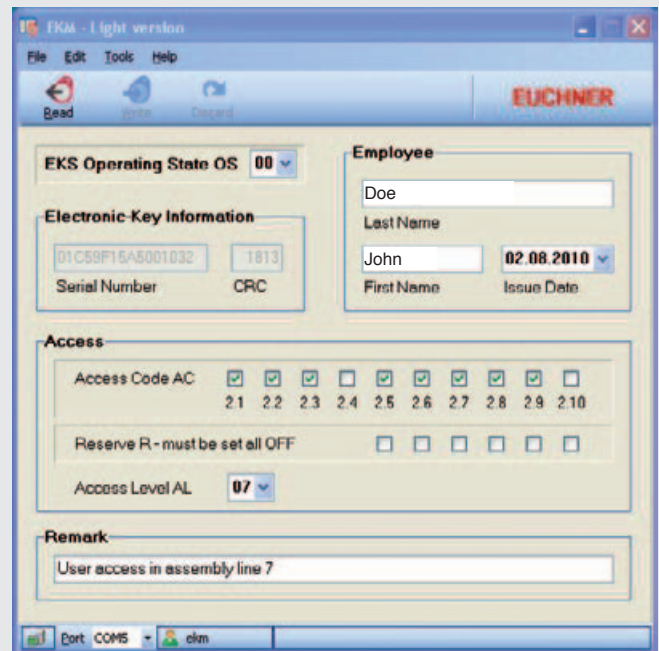 EKM - Light version
File Edit Tools Help
Read Write Discard
EUCHNER
EKS Operating State OS 00
Employee
Doe
Last Name
Electronic-Key Information
01C59F15A5001032 1813
Serial Number CRC
John 02.08.2010
First Name Issue Date
Access
Access Code AC
2.1 2.2 2.3 2.4 2.5 2.6 2.7 2.8 2.9 2.10
Reserve R - must be set all OFF
Access Level AL 07
Remark
User access in assembly line 7
Port COM5 ekm